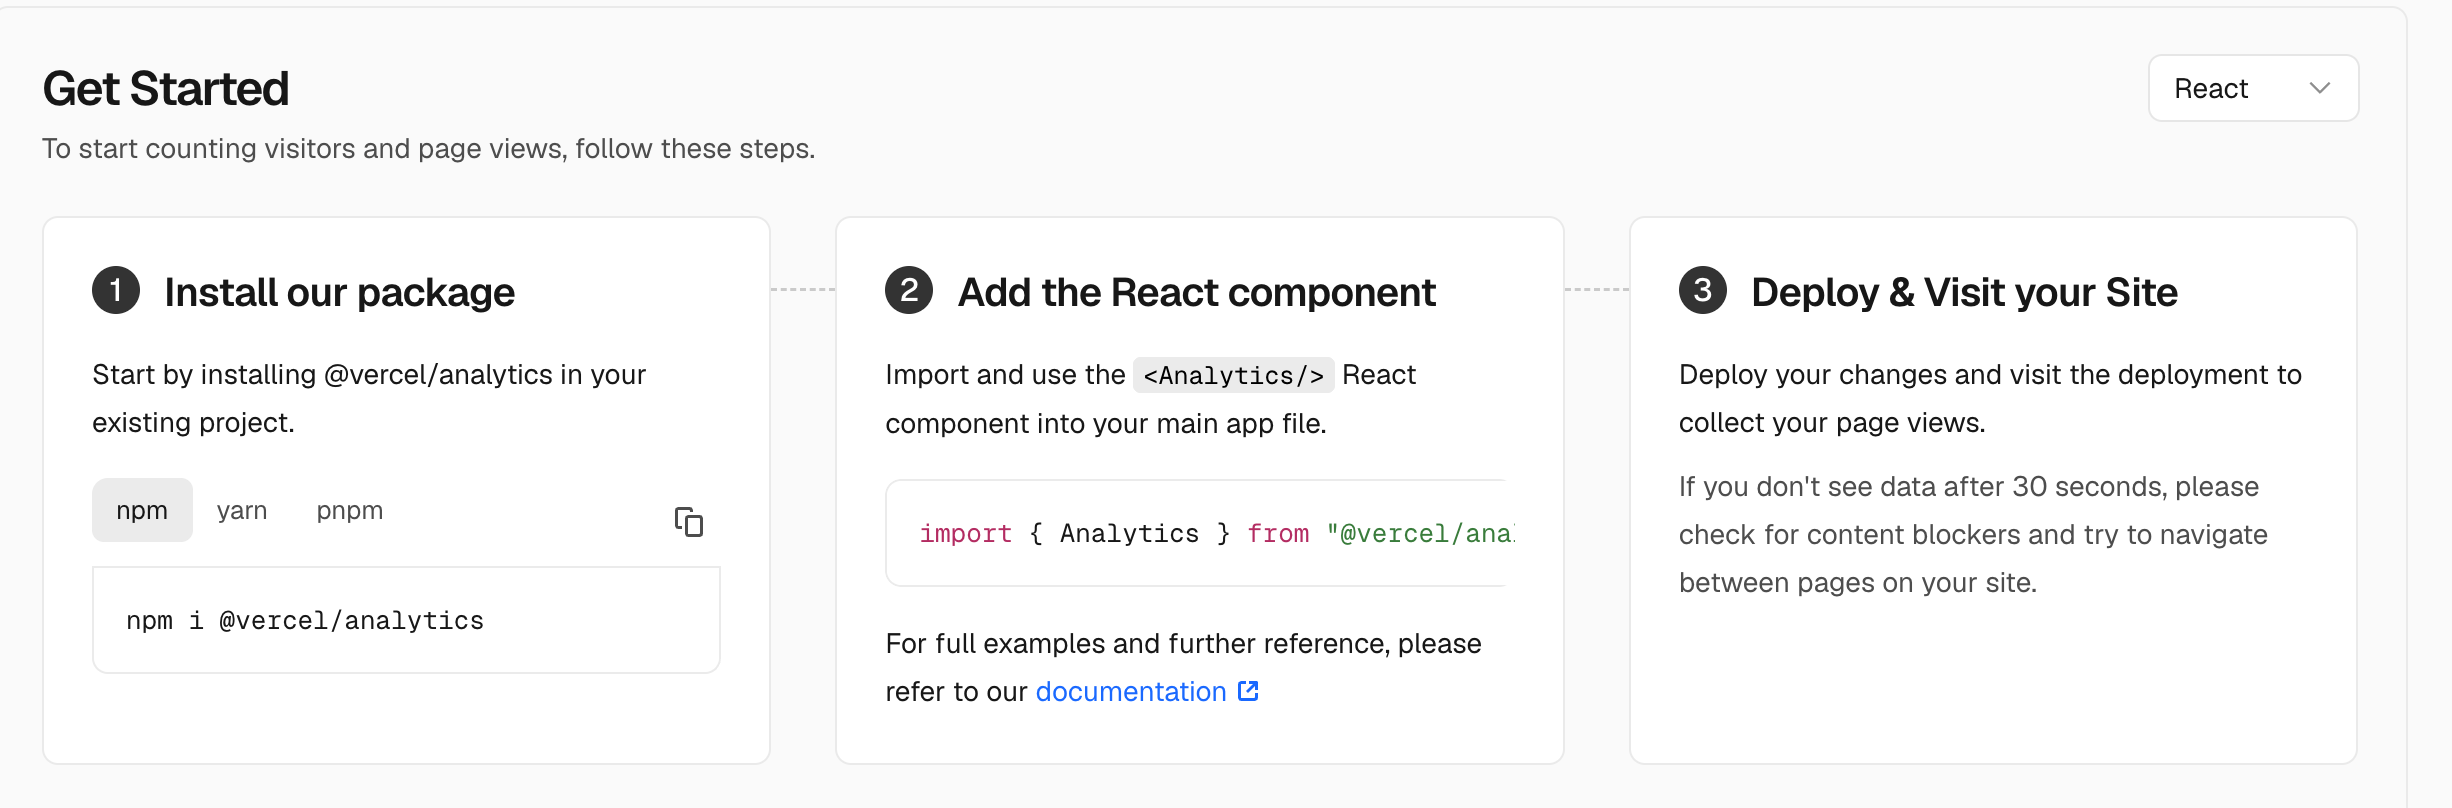 Get Started
React
To start counting visitors and page views, follow these steps.
1 Install our package
Start by installing @vercel/analytics in your
existing project.
npm yarn pnpm
npm i @vercel/analytics
2 Add the React component
Import and use the <Analytics/> React
component into your main app file.
import { Analytics } from "@vercel/ana
For full examples and further reference, please
refer to our documentation
3 Deploy & Visit your Site
Deploy your changes and visit the deployment to
collect your page views.
If you don't see data after 30 seconds, please
check for content blockers and try to navigate
between pages on your site.